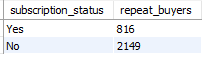 subscription_status repeat_buyers
Yes 816
No 2149